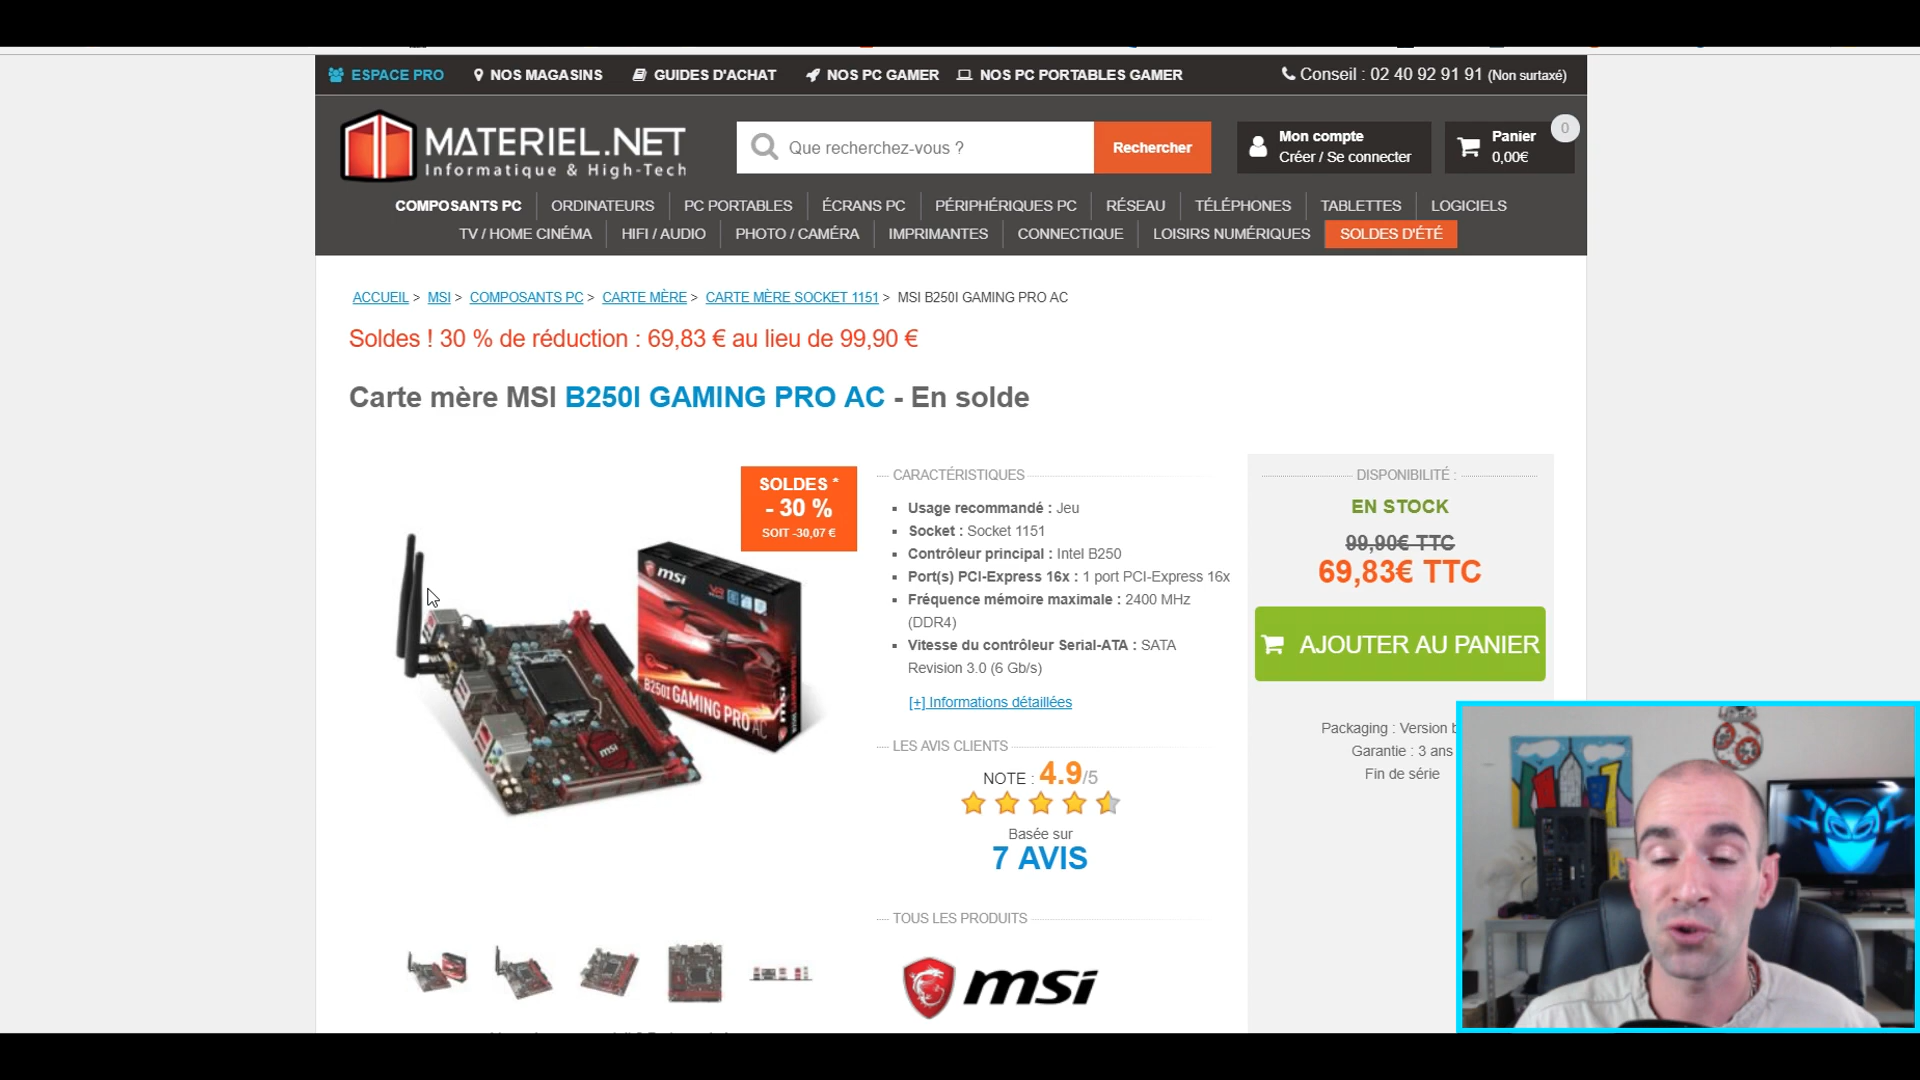 ESPACE PRO NOS MAGASINS GUIDES D'ACHAT NOS PC GAMER NOS PC PORTABLES GAMER Conseil : 02 40 92 91 91 (Non surtaxé)
MATERIEL.NET
Informatique & High-Tech
Que recherchez-vous ?
Rechercher
Mon compte
Créer / Se connecter
Panier
0,00€
0
COMPOSANTS PC ORDINATEURS PC PORTABLES ÉCRANS PC PÉRIPHÉRIQUES PC RÉSEAU TÉLÉPHONES TABLETTES LOGICIELS
TV / HOME CINÉMA HIFI / AUDIO PHOTO / CAMÉRA IMPRIMANTES CONNECTIQUE LOISIRS NUMÉRIQUES SOLDES D'ÉTÉ
ACCUEIL > MSI > COMPOSANTS PC > CARTE MÈRE > CARTE MÈRE SOCKET 1151 > MSI B250I GAMING PRO AC
Soldes ! 30 % de réduction : 69,83 € au lieu de 99,90 €
Carte mère MSI B250I GAMING PRO AC - En solde
SOLDES *
- 30 %
SOIT -30,07 €
msi
B250I GAMING PRO AC
msi
msi
CARACTÉRISTIQUES
Usage recommandé : Jeu
Socket : Socket 1151
Contrôleur principal : Intel B250
Port(s) PCI-Express 16x : 1 port PCI-Express 16x
Fréquence mémoire maximale : 2400 MHz
(DDR4)
Vitesse du contrôleur Serial-ATA : SATA
Revision 3.0 (6 Gb/s)
[+] Informations détaillées
LES AVIS CLIENTS
NOTE : 4.9/5
Basée sur
7 AVIS
TOUS LES PRODUITS
msi
DISPONIBILITÉ :
EN STOCK
99,90€ TTC
69,83€ TTC
AJOUTER AU PANIER
Packaging : Version
Garantie : 3 ans
Fin de série